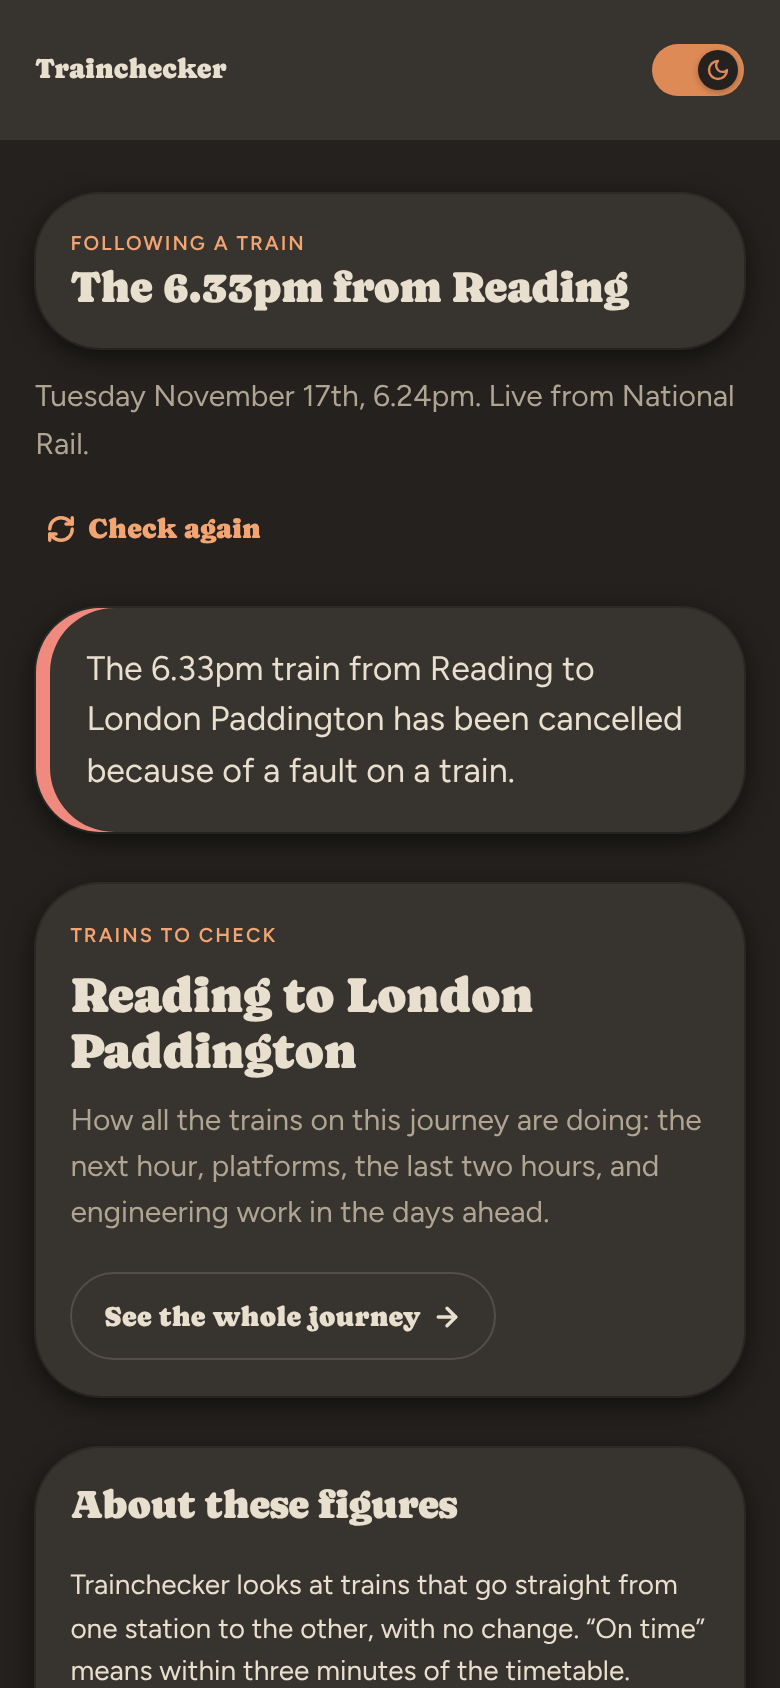 Trainchecker
FOLLOWING A TRAIN
The 6.33pm from Reading
Tuesday November 17th, 6.24pm. Live from National
Rail.
Check again
The 6.33pm train from Reading to
London Paddington has been cancelled
because of a fault on a train.
TRAINS TO CHECK
Reading to London
Paddington
How all the trains on this journey are doing: the
next hour, platforms, the last two hours, and
engineering work in the days ahead.
See the whole journey →
About these figures
Trainchecker looks at trains that go straight from
one station to the other, with no change. “On time”
means within three minutes of the timetable.